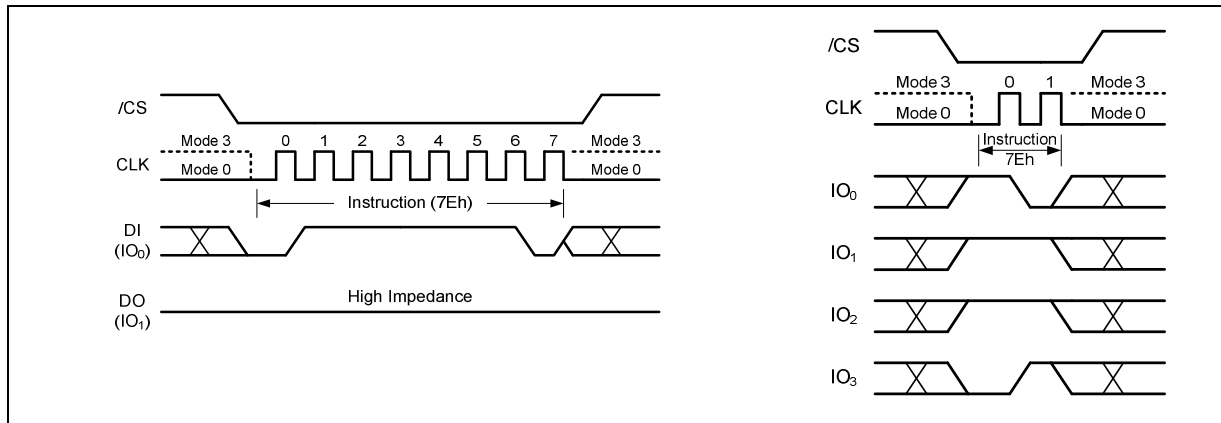 /CS
Mode 3 0 1 2 3 4 5 6 7 Mode 3
CLK
Mode 0 Mode 0
Instruction (7Eh)
DI
(IO0)
High Impedance
DO
(IO1)
/CS
Mode 3 0 1 Mode 3
CLK
Mode 0 Mode 0
Instruction
7Eh
IO0
IO1
IO2
IO3